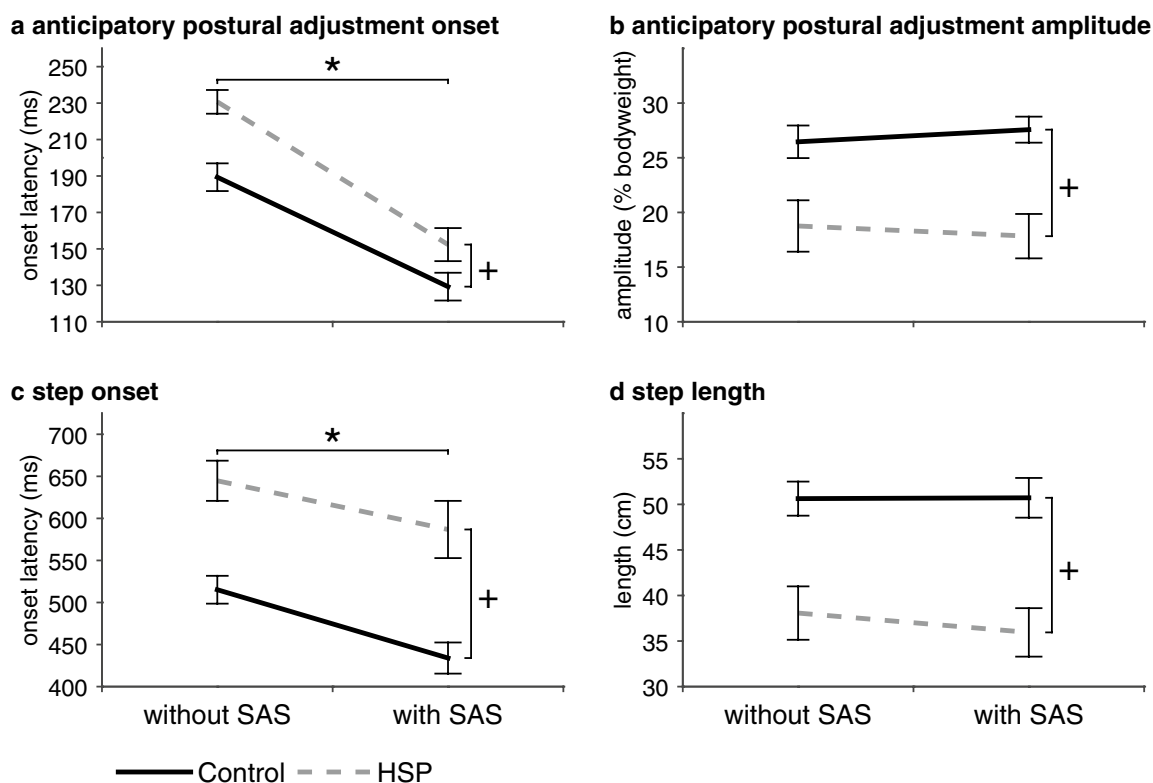 a anticipatory postural adjustment onset
onset latency (ms)
250
230
210
190
170
150
130
110
*
+
b anticipatory postural adjustment amplitude
amplitude (% bodyweight)
30
25
20
15
10
+
c step onset
onset latency (ms)
700
650
600
550
500
450
400
*
+
without SAS with SAS
d step length
length (cm)
55
50
45
40
35
30
+
without SAS with SAS
Control HSP